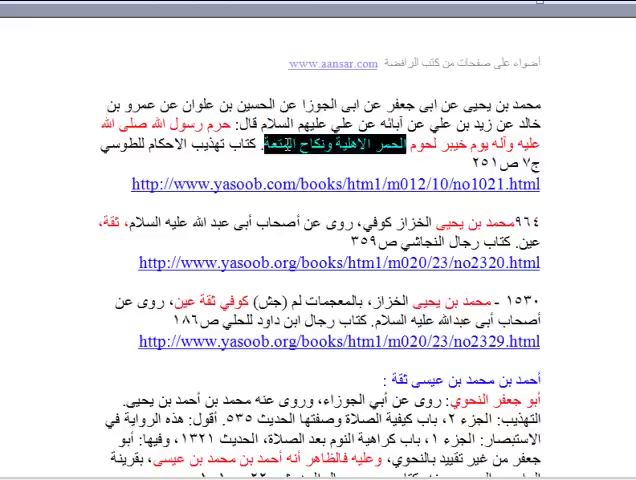 أضواء على صفحات من كتب الرافضة www.aansar.com
محمد بن يحيى عن ابى جعفر عن ابى الجوزا عن الحسين بن علوان عن عمرو بن
خالد عن زيد بن علي عن آبائه عن علي عليهم السلام قال: حرم رسول الله صلى الله
عليه وآله يوم خيبر لحوم الحمر الاهلية ونكاح المتعة. كتاب تهذيب الاحكام للطوسي
ج٧ ص٢٥١
http://www.yasoob.com/books/htm1/m012/10/no1021.html
٩٦٤محمد بن يحيى الخزاز كوفي، روى عن أصحاب أبى عبد الله عليه السلام، ثقة،
عين. كتاب رجال النجاشي ص٣٥٩
http://www.yasoob.org/books/htm1/m020/23/no2320.html
١٥٣٠ - محمد بن يحيى الخزاز، بالمعجمات لم (جش) كوفي ثقة عين، روى عن
أصحاب أبى عبدالله عليه السلام. كتاب رجال ابن داود للحلي ص١٨٦
http://www.yasoob.org/books/htm1/m020/23/no2329.html
أحمد بن محمد بن عيسى ثقة :
أبو جعفر النحوي: روى عن أبي الجوزاء، وروى عنه محمد بن أحمد بن يحيى.
التهذيب: الجزء ٢، باب كيفية الصلاة وصفتها الحديث ٥٣٥. أقول: هذه الرواية في
الاستبصار: الجزء ١، باب كراهية النوم بعد الصلاة، الحديث ١٣٢١، وفيها: أبو
جعفر من غير تقييد بالنحوي، وعليه فالظاهر أنه أحمد بن محمد بن عيسى، بقرينة